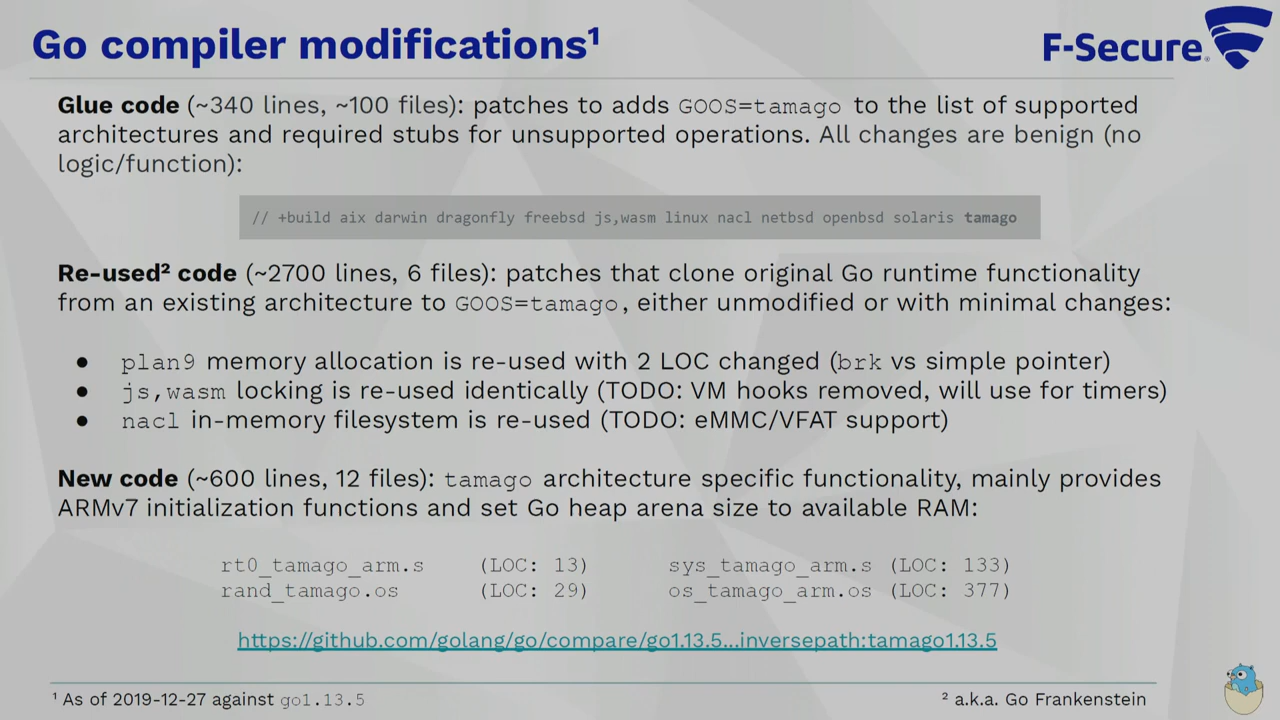 Go compiler modifications¹
F-Secure®
Glue code (~340 lines, ~100 files): patches to adds GOOS=tamago to the list of supported
architectures and required stubs for unsupported operations. All changes are benign (no
logic/function):
// +build aix darwin dragonfly freebsd js,wasm linux nacl netbsd openbsd solaris tamago
Re-used² code (~2700 lines, 6 files): patches that clone original Go runtime functionality
from an existing architecture to GOOS=tamago, either unmodified or with minimal changes:
● plan9 memory allocation is re-used with 2 LOC changed (brk vs simple pointer)
● js,wasm locking is re-used identically (TODO: VM hooks removed, will use for timers)
● nacl in-memory filesystem is re-used (TODO: eMMC/VFAT support)
New code (~600 lines, 12 files): tamago architecture specific functionality, mainly provides
ARMv7 initialization functions and set Go heap arena size to available RAM:
rt0_tamago_arm.s (LOC: 13) sys_tamago_arm.s (LOC: 133)
rand_tamago.os (LOC: 29) os_tamago_arm.os (LOC: 377)
https://github.com/golang/go/compare/go1.13.5...inversepath:tamago1.13.5
¹ As of 2019-12-27 against go1.13.5
² a.k.a. Go Frankenstein